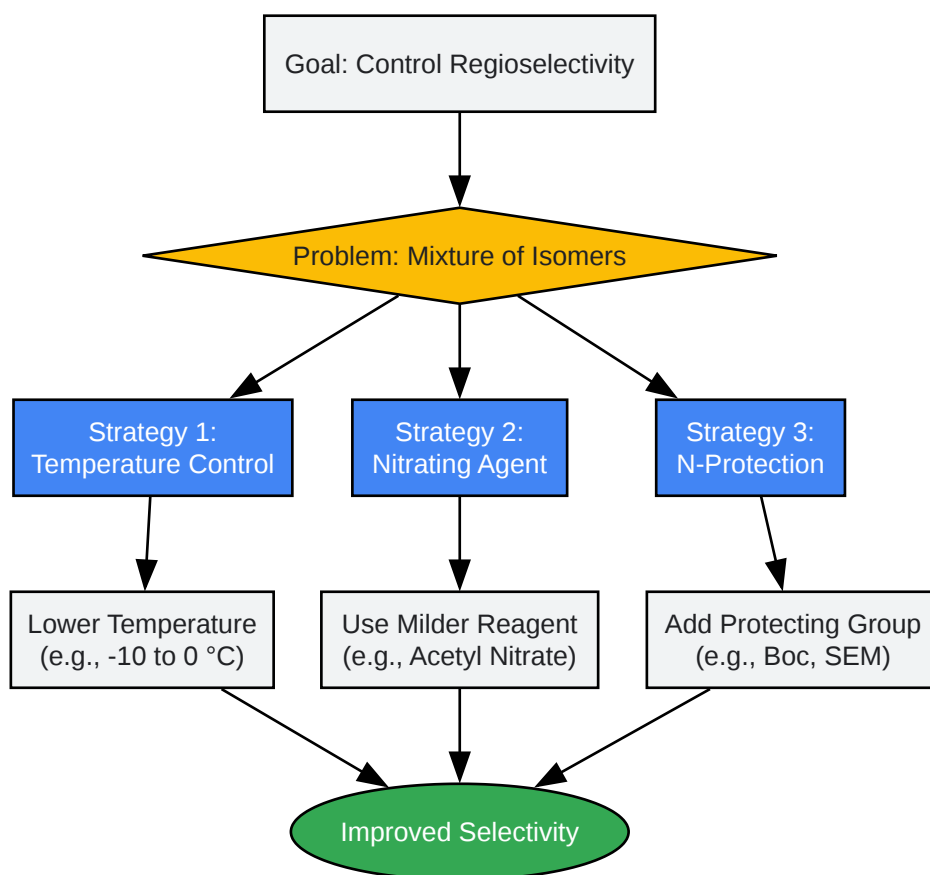 Goal: Control Regioselectivity
Problem: Mixture of Isomers
Strategy 1:
Temperature Control
Strategy 2:
Nitrating Agent
Strategy 3:
N-Protection
Lower Temperature
(e.g., -10 to 0 °C)
Use Milder Reagent
(e.g., Acetyl Nitrate)
Add Protecting Group
(e.g., Boc, SEM)
Improved Selectivity